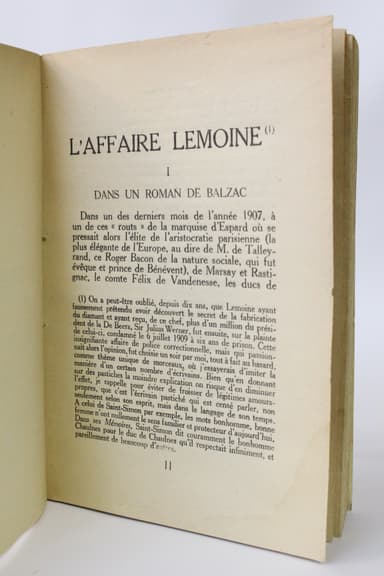 L'AFFAIRE LEMOINE (1)
I
DANS UN ROMAN DE BALZAC
Dans un des derniers mois de l'année 1907, à
un de ces « routs » de la marquise d'Espard où se
pressait alors l'élite de l'aristocratie parisienne (la
plus élégante de l'Europe, au dire de M. de Talley-
rand, ce Roger Bacon de la nature sociale, qui fut
évêque et prince de Bénévent), de Marsay et Rasti-
gnac, le comte Félix de Vandenesse, les ducs de
(1) On a peut-être oublié, depuis dix ans, que Lemoine ayant
faussement prétendu avoir découvert le secret de la fabrication
du diamant et ayant reçu, de ce chef, plus d'un million du prési-
dent de la De Beers, Sir Julius Werner, fut ensuite, sur la plainte
de celui-ci, condamné le 6 juillet 1909 à six ans de prison. Cette
insignifiante affaire de police correctionnelle, mais qui passion-
nait alors l'opinion, fut choisie un soir par moi, tout à fait au hasard,
comme thème unique de morceaux, où j'essayerais d'imiter la
manière d'un certain nombre d'écrivains. Bien qu'en donnant
sur des pastiches la moindre explication on risque d'en diminuer
l'effet, je rappelle pour éviter de froisser de légitimes amours-
propres, que c'est l'écrivain pastiché qui est censé parler, non
seulement selon son esprit, mais dans le langage de son temps.
A celui de Saint-Simon par exemple, les mots bonhomme, bonne
femme n'ont nullement le sens familier et protecteur d'aujourd'hui.
Dans ses Mémoires, Saint-Simon dit couramment le bonhomme
Chaulnes pour le duc de Chaulnes qu'il respectait infiniment, et
pareillement de beaucoup d'autres.
11